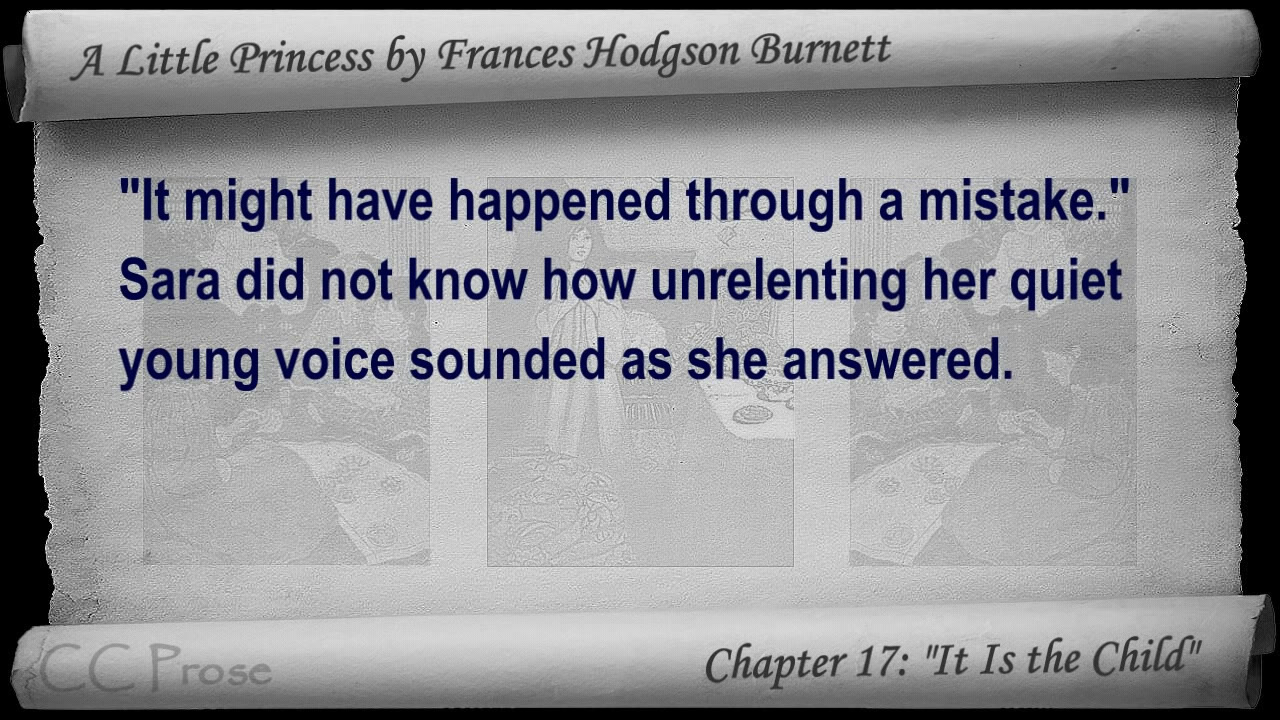 A Little Princess by Frances Hodgson Burnett
"It might have happened through a mistake."
Sara did not know how unrelenting her quiet
young voice sounded as she answered.
CC Prose
Chapter 17: "It Is the Child"